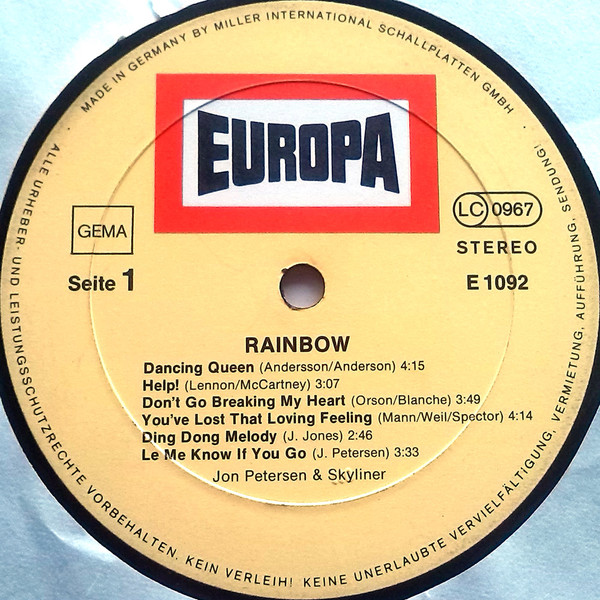 MADE IN GERMANY BY MILLER INTERNATIONAL SCHALLPLATTEN GMBH
EUROPA
GEMA
LC 0967
STEREO
Seite 1
E 1092
RAINBOW
Dancing Queen (Andersson/Anderson) 4:15
Help! (Lennon/McCartney) 3:07
Don't Go Breaking My Heart (Orson/Blanche) 3:49
You've Lost That Loving Feeling (Mann/Weil/Spector) 4:14
Ding Dong Melody (J. Jones) 2:46
Le Me Know If You Go (J. Petersen) 3:33
Jon Petersen & Skyliner
ALLE URHEBER- UND LEISTUNGSSCHUTZRECHTE VORBEHALTEN. KEIN VERLEIH! KEINE UNERLAUBTE VERVIELFÄLTIGUNG, VERMIETUNG, AUFFÜHRUNG, SENDUNG!